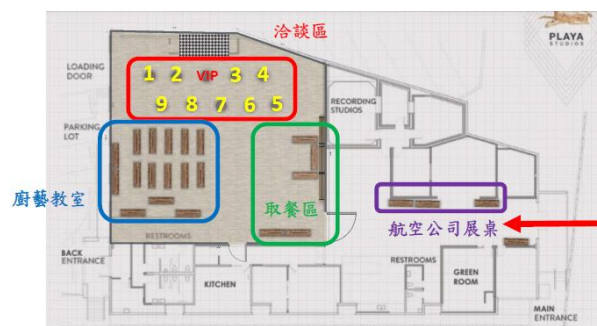 洽談區
PLAYA
STUDIOS
LOADING
DOOR
1 2 VIP 3 4
9 8 7 6 5
RECORDING
STUDIOS
PARKING
LOT
廚藝教室
取餐區
航空公司展桌
RESTROOMS
BACK
ENTRANCE
KITCHEN
RESTROOMS
GREEN
ROOM
MAIN
ENTRANCE